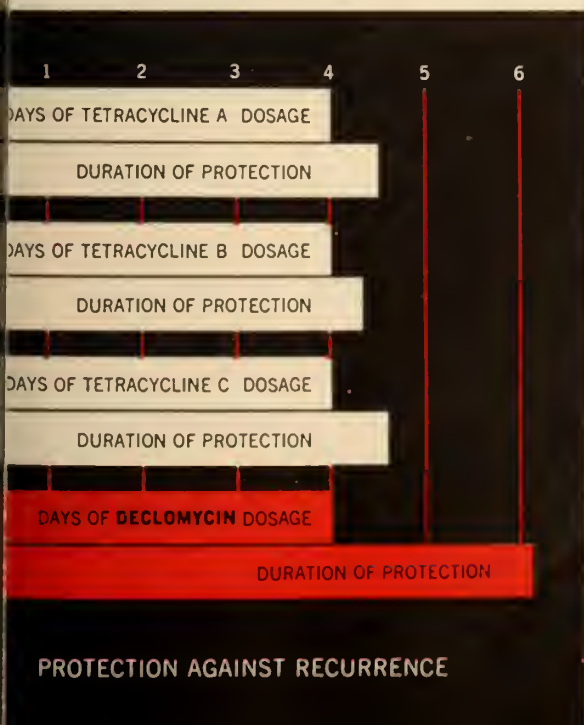 1 2 3 4 5 6
DAYS OF TETRACYCLINE A DOSAGE
DURATION OF PROTECTION
DAYS OF TETRACYCLINE B DOSAGE
DURATION OF PROTECTION
DAYS OF TETRACYCLINE C DOSAGE
DURATION OF PROTECTION
DAYS OF DECLOMYCIN DOSAGE
DURATION OF PROTECTION
PROTECTION AGAINST RECURRENCE